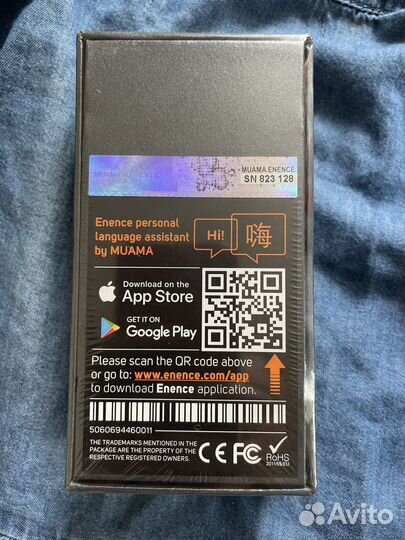 MUAMA AUTHENTIC
MUAMA ENENCE
SN 823 128
Enence personal
language assistant
by MUAMA
Hi!
嗨
Download on the
App Store
GET IT ON
Google Play
Please scan the QR code above
or go to: www.enence.com/app
to download Enence application.
5060694460011
THE TRADEMARKS MENTIONED IN THE
PACKAGE ARE THE PROPERTY OF THE
RESPECTIVE REGISTERED OWNERS.
CE FC
RoHS
2011/65/EU
Avito